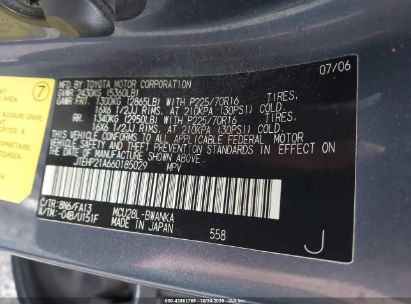 07/06
MFD. BY: TOYOTA MOTOR CORPORATION
GVWR: 2430KG (5360LB)
GAWR: FRT. 1300KG (2865LB) WITH P225/70R16 TIRES,
16X6 1/2JJ RIMS, AT 210KPA (30PSI) COLD.
RR. 1340KG (2950LB) WITH P225/70R16 TIRES,
16X6 1/2JJ RIMS, AT 210KPA (30PSI) COLD.
THIS VEHICLE CONFORMS TO ALL APPLICABLE FEDERAL MOTOR
VEHICLE SAFETY AND THEFT PREVENTION STANDARDS IN
EFFECT ON THE DATE OF MANUFACTURE SHOWN ABOVE.
JTEHP21A660185029 MPV
C/TR: 8N6/FA13 MCU28L-BWANKA
A/TM: -04B/U151F MADE IN JAPAN 558
J
7